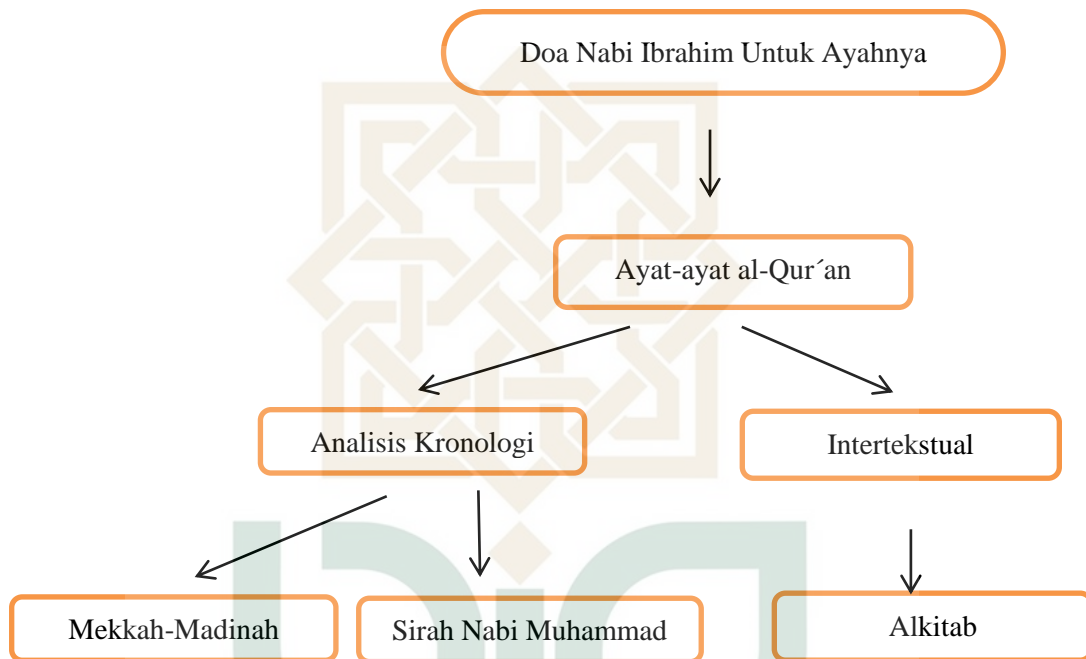 Doa Nabi Ibrahim Untuk Ayahnya
Ayat-ayat al-Qur´an
Analisis Kronologi
Intertekstual
Mekkah-Madinah
Sirah Nabi Muhammad
Alkitab